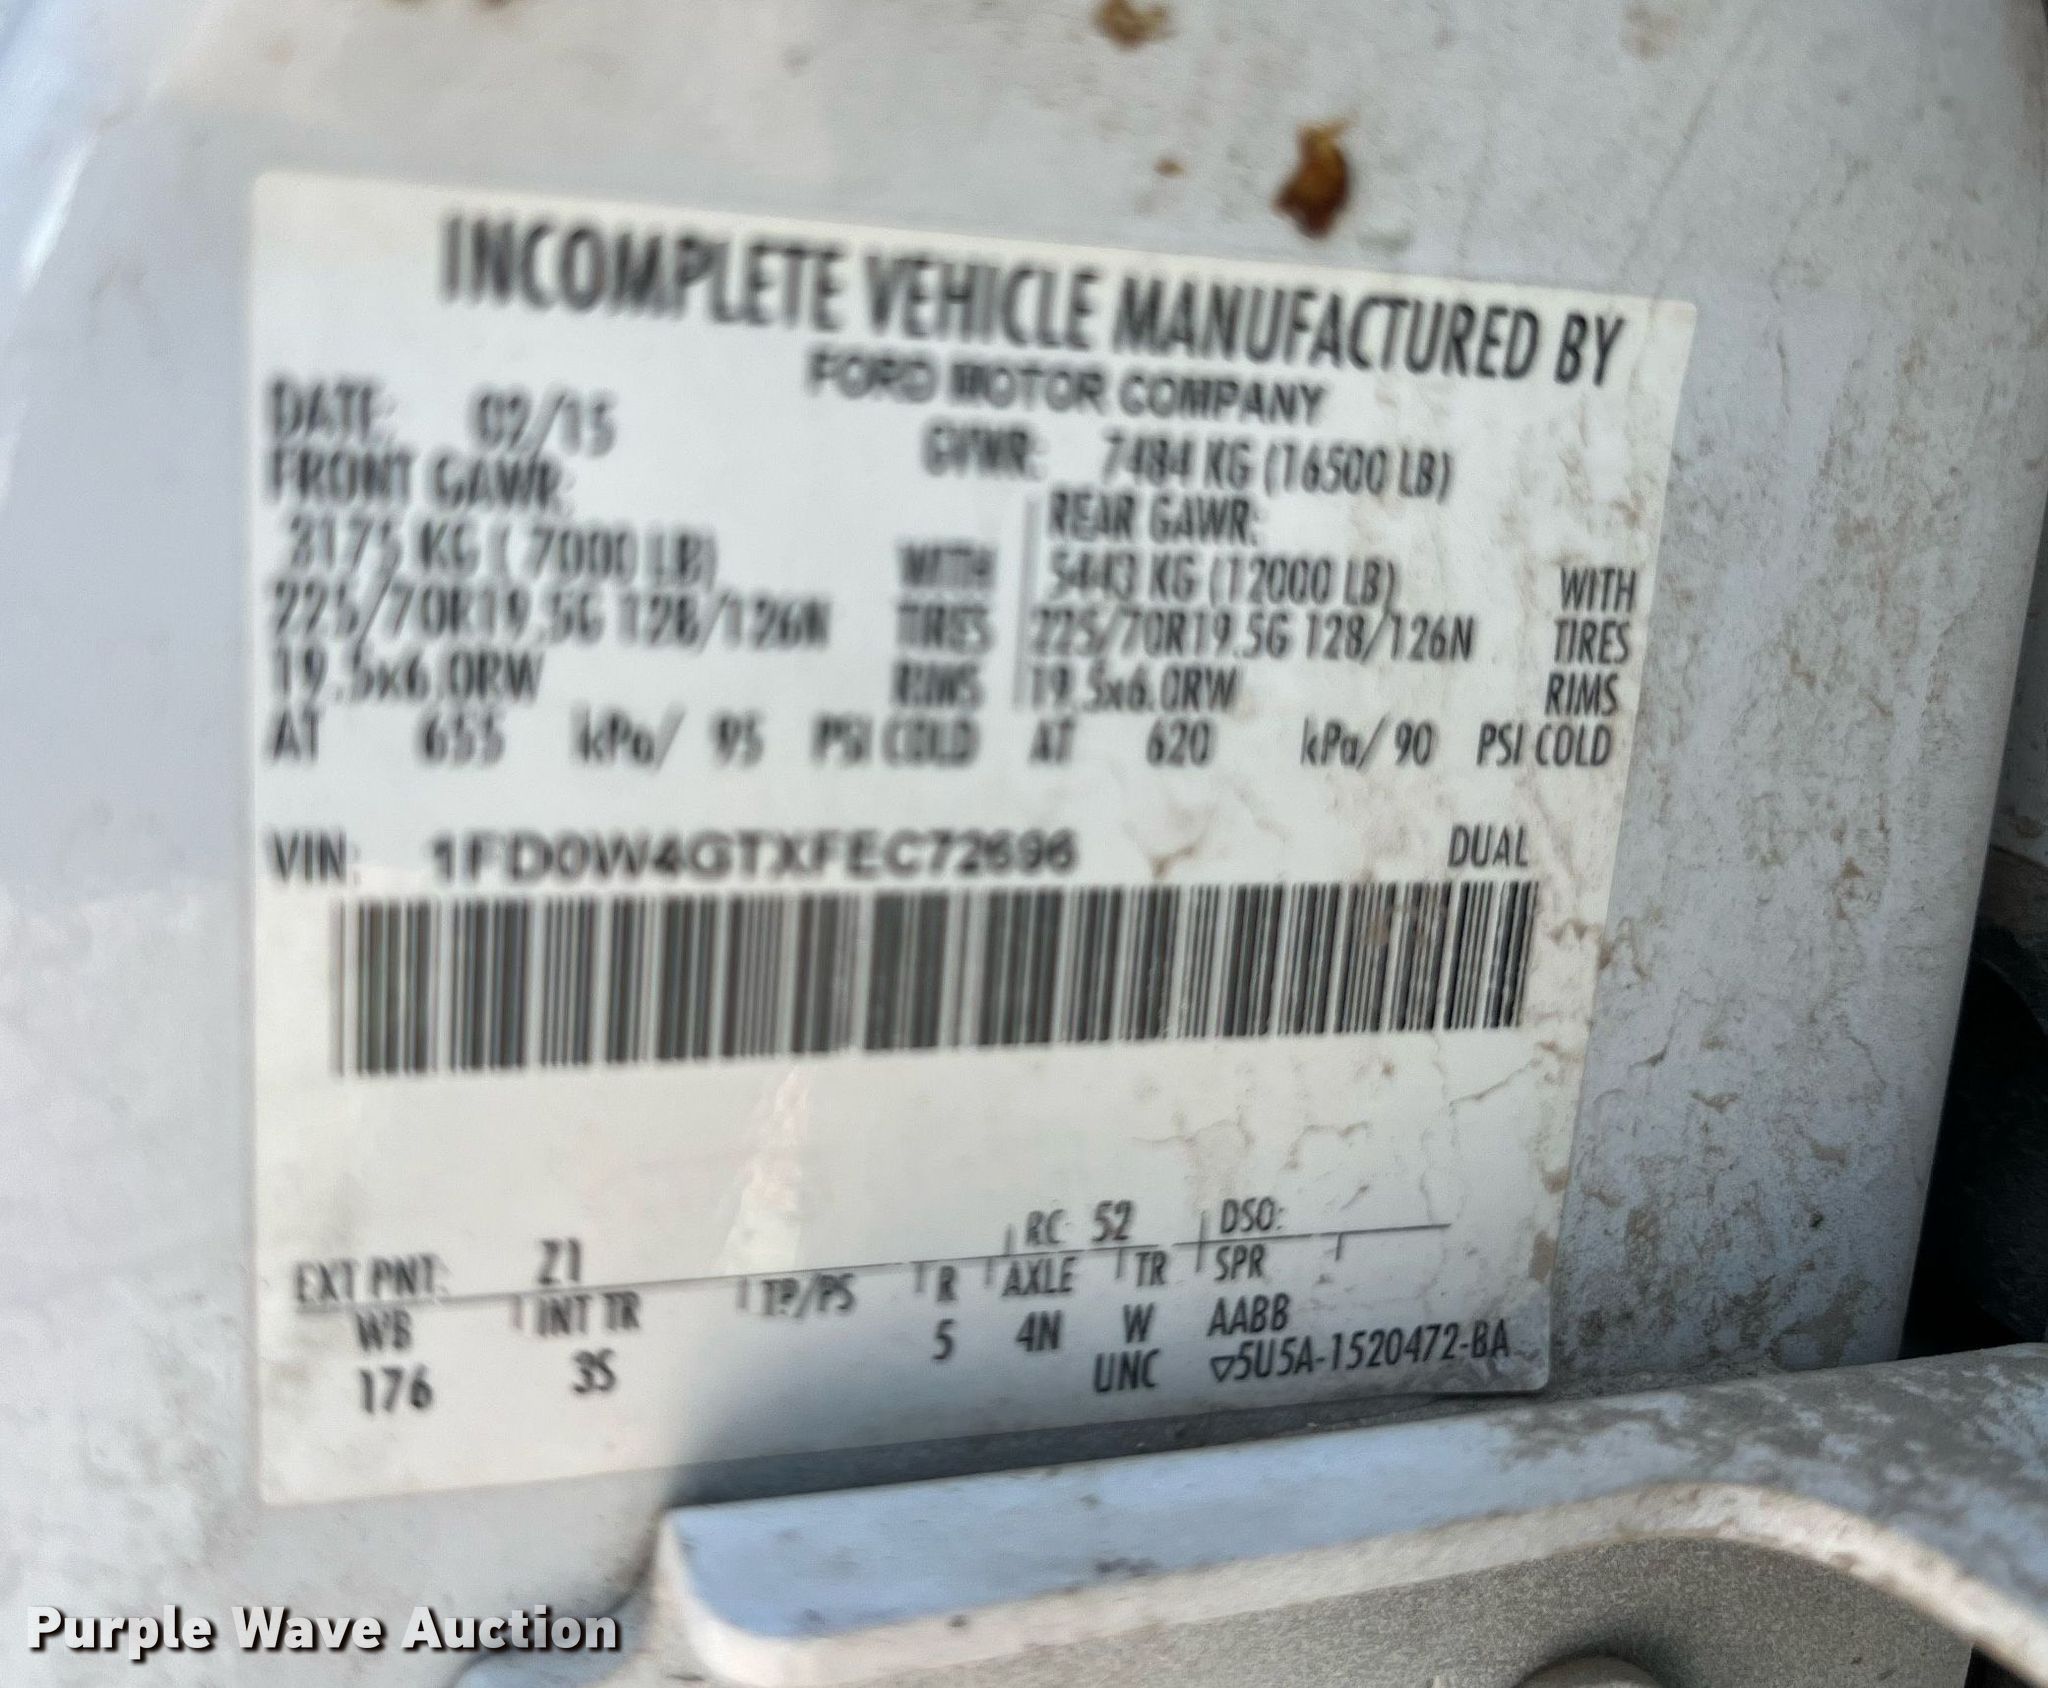 INCOMPLETE VEHICLE MANUFACTURED BY
FORD MOTOR COMPANY
DATE: 02/15 GVWR: 7484 KG (16500 LB)
FRONT GAWR: REAR GAWR:
3175 KG ( 7000 LB) WITH 5443 KG (12000 LB) WITH
225/70R19.5G 128/126N TIRES 225/70R19.5G 128/126N TIRES
19.5x6.0RW RIMS 19.5x6.0RW RIMS
AT 655 kPa/ 95 PSI COLD AT 620 kPa/ 90 PSI COLD
VIN: 1FD0W4GTXFEC72696 DUAL
EXT PNT: Z1 RC: 52 DSO:
WB INT TR TP/PS R AXLE TR SPR
176 3S 5 4N W AABB
UNC ▽5U5A-1520472-BA
Purple Wave Auction